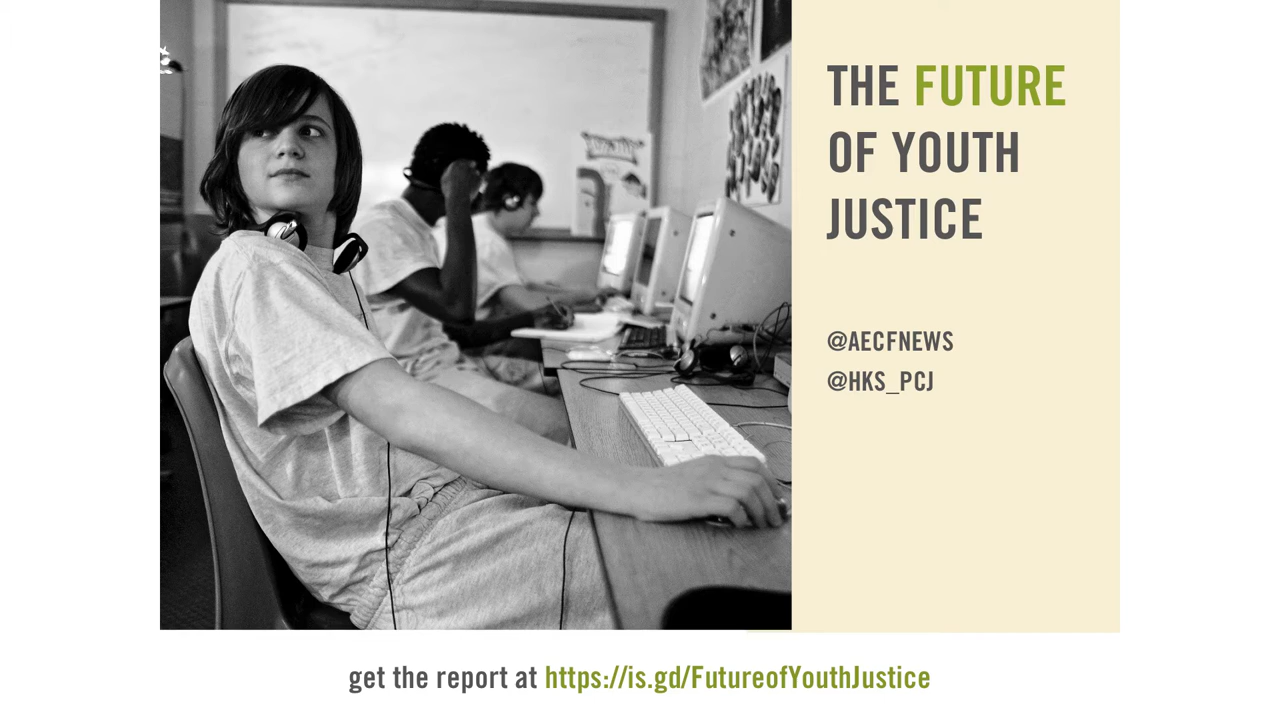 THE FUTURE
OF YOUTH
JUSTICE
@AECFNEWS
@HKS_PCJ
get the report at https://is.gd/FutureofYouthJustice